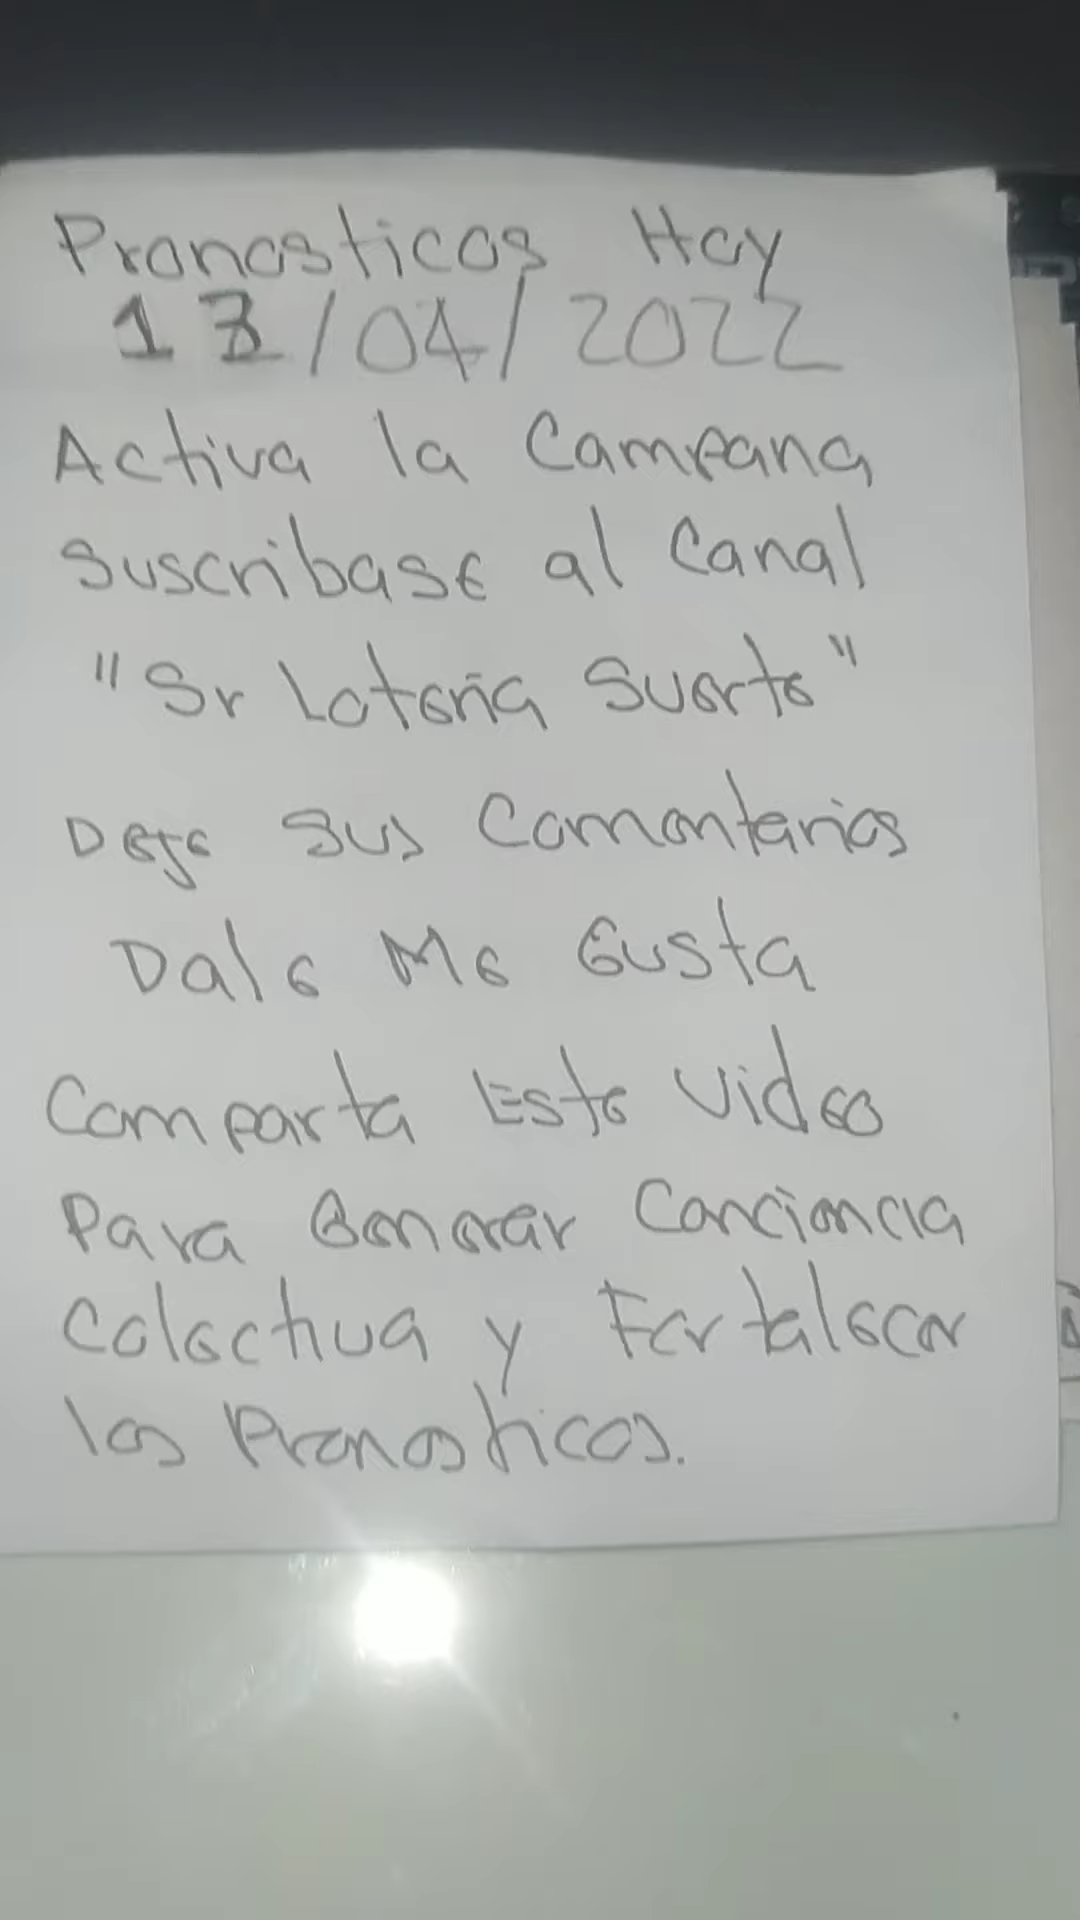 Pronosticos Hoy
13/04/2022
Activa la Campana
Suscribase al Canal
"Sr Loteria Suerte"
Deje Sus Comentarios
Dale Me Gusta
Comparta Este Video
Para Generar Conciencia
Colectiva y Fortalecer
los Pronosticos.